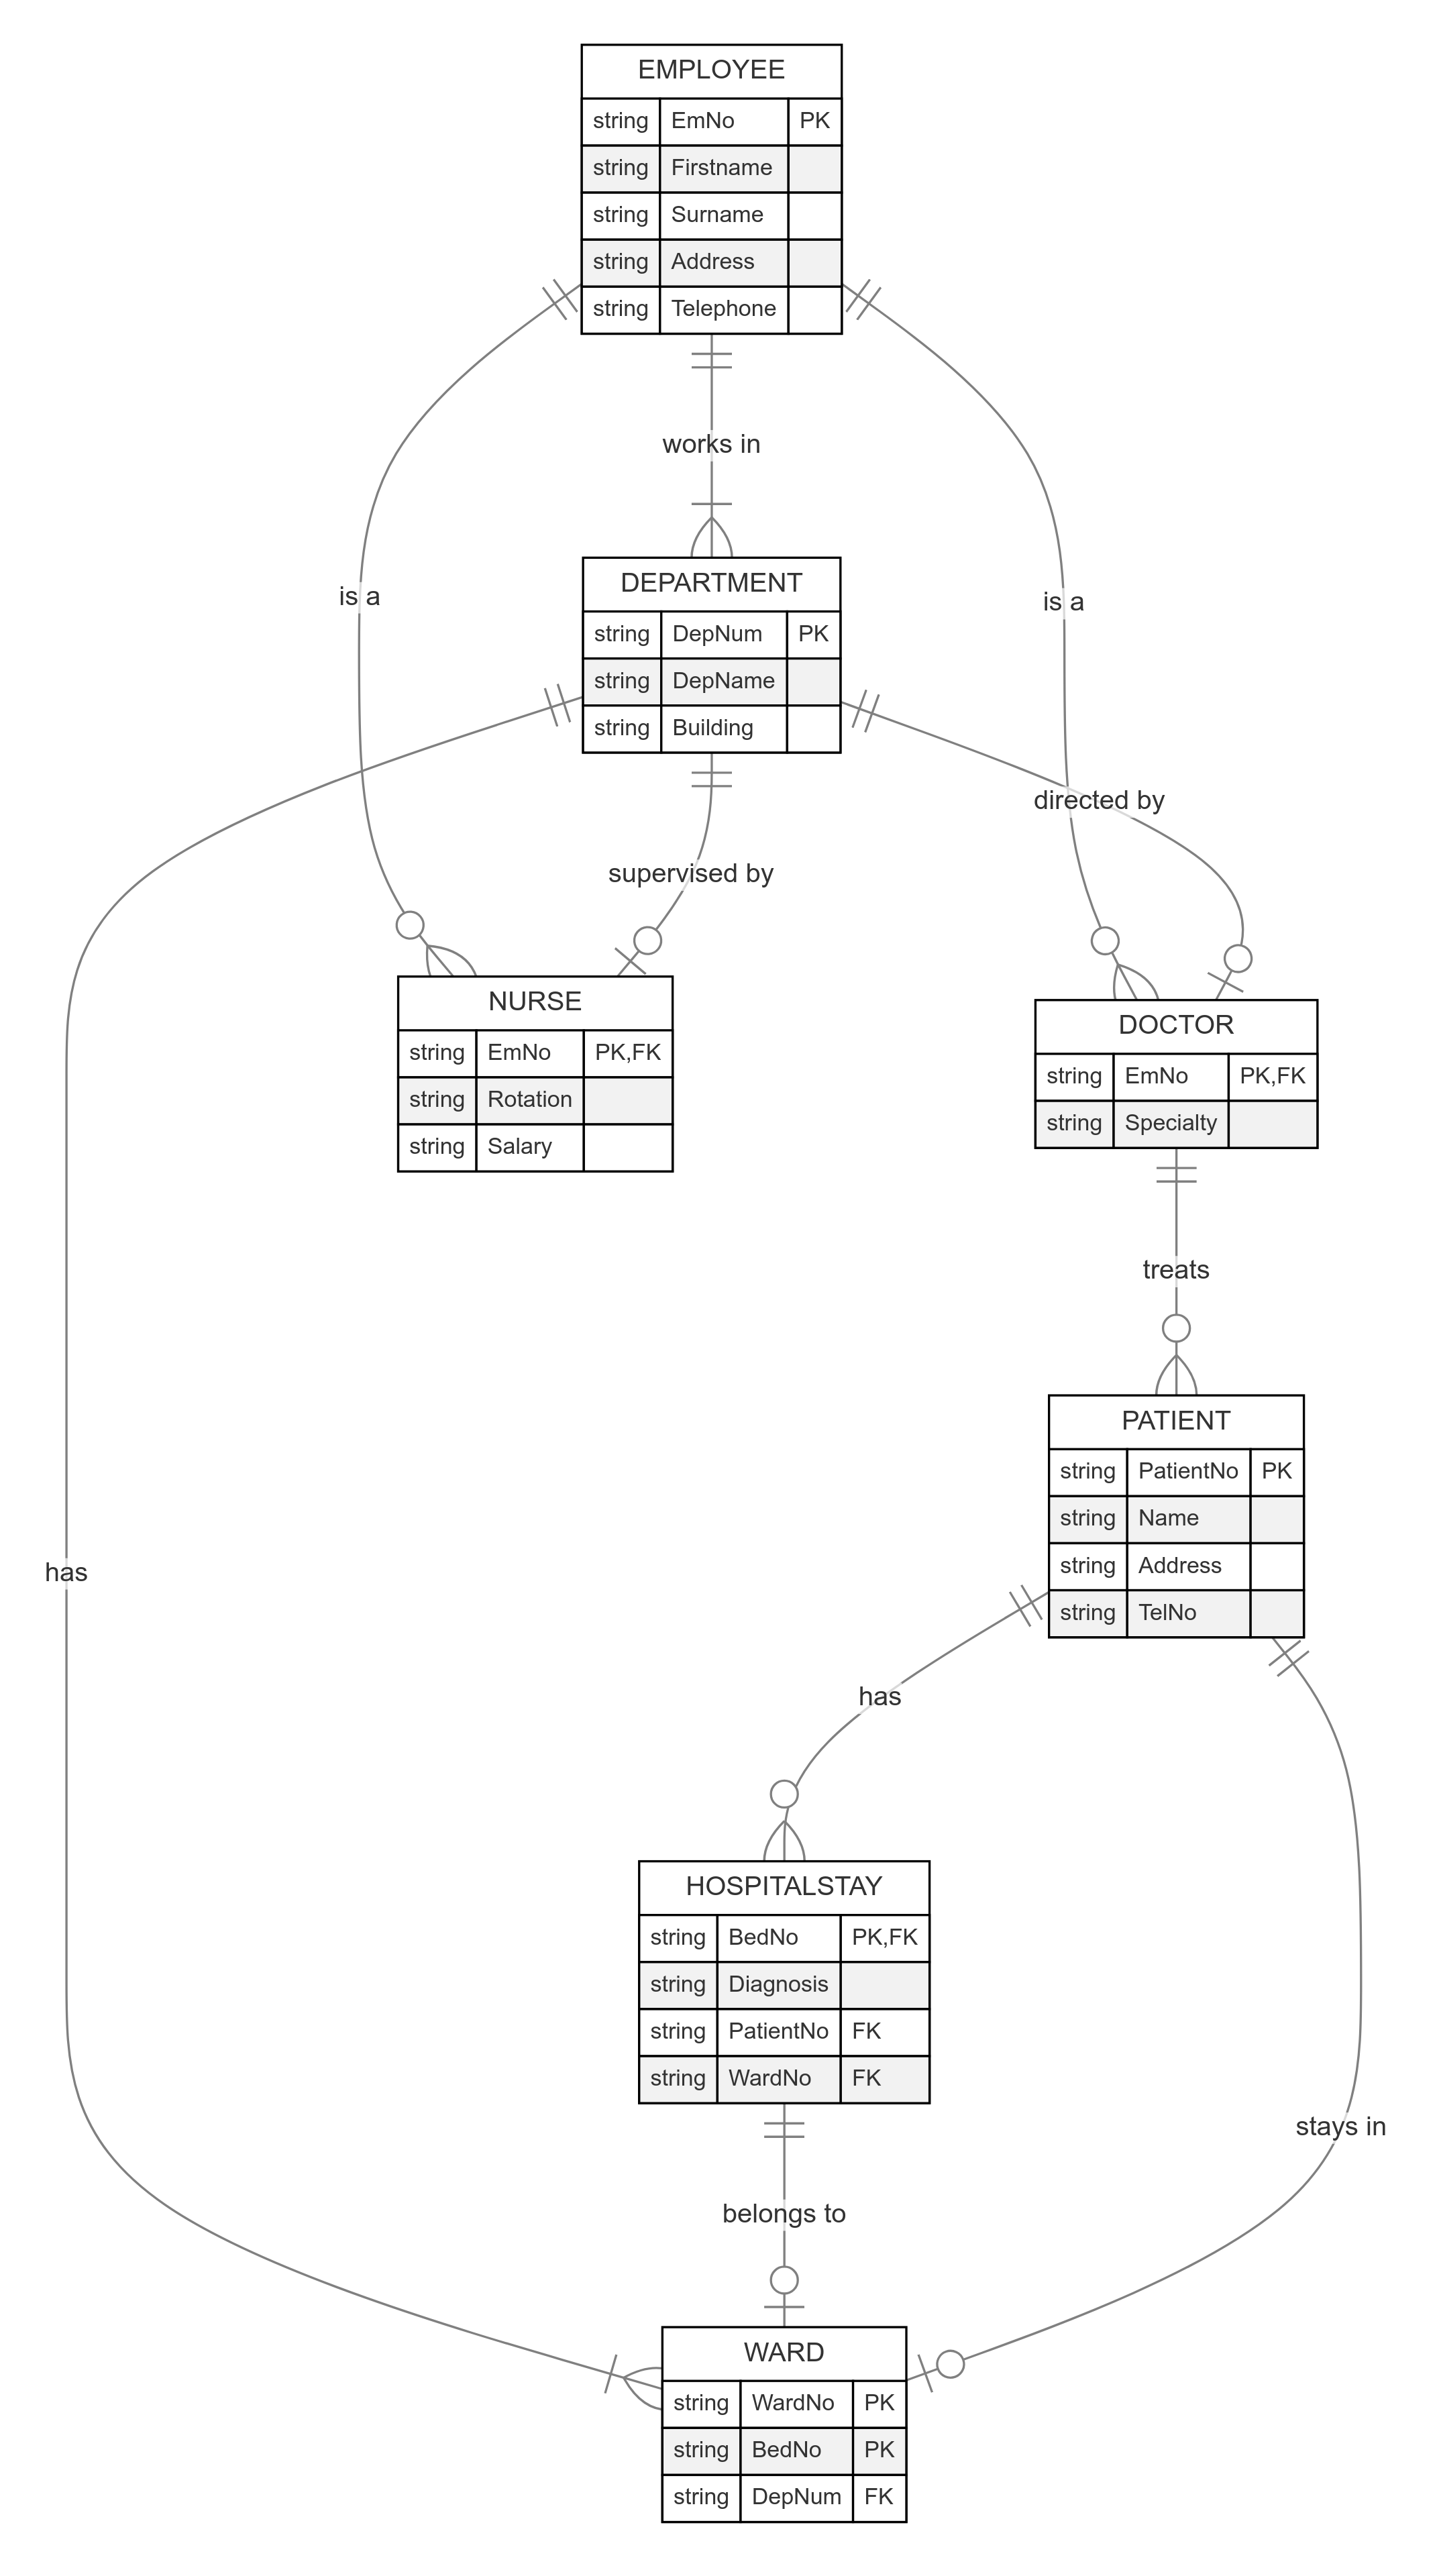 EMPLOYEE
string EmNo PK
string Firstname
string Surname
string Address
string Telephone
works in
is a
is a
DEPARTMENT
string DepNum PK
string DepName
string Building
directed by
supervised by
NURSE
string EmNo PK,FK
string Rotation
string Salary
DOCTOR
string EmNo PK,FK
string Specialty
treats
PATIENT
string PatientNo PK
string Name
string Address
string TelNo
has
has
HOSPITALSTAY
string BedNo PK,FK
string Diagnosis
string PatientNo FK
string WardNo FK
stays in
belongs to
WARD
string WardNo PK
string BedNo PK
string DepNum FK